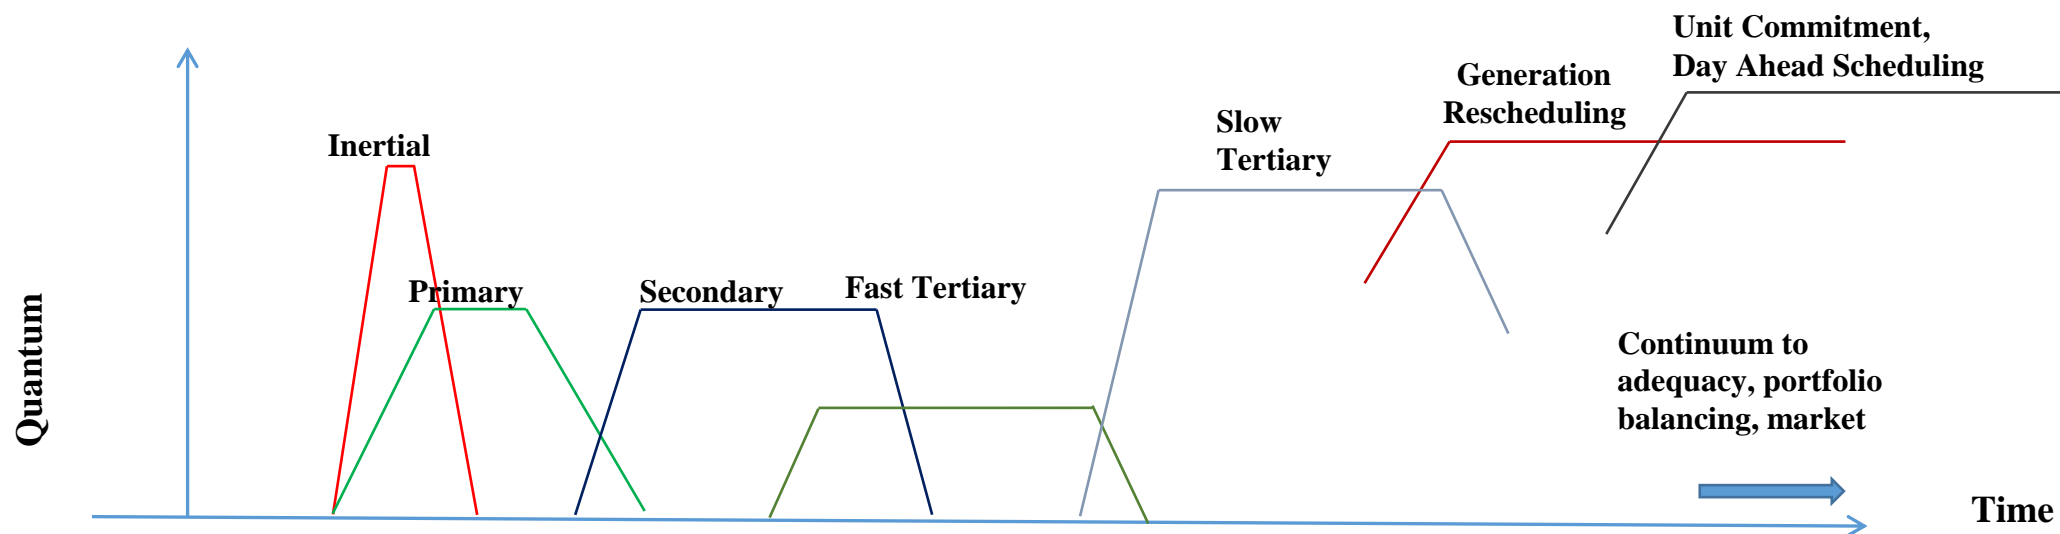 Unit Commitment,
Day Ahead Scheduling
Generation
Rescheduling
Slow
Tertiary
Inertial
Primary
Secondary
Fast Tertiary
Quantum
Continuum to
adequacy, portfolio
balancing, market
Time